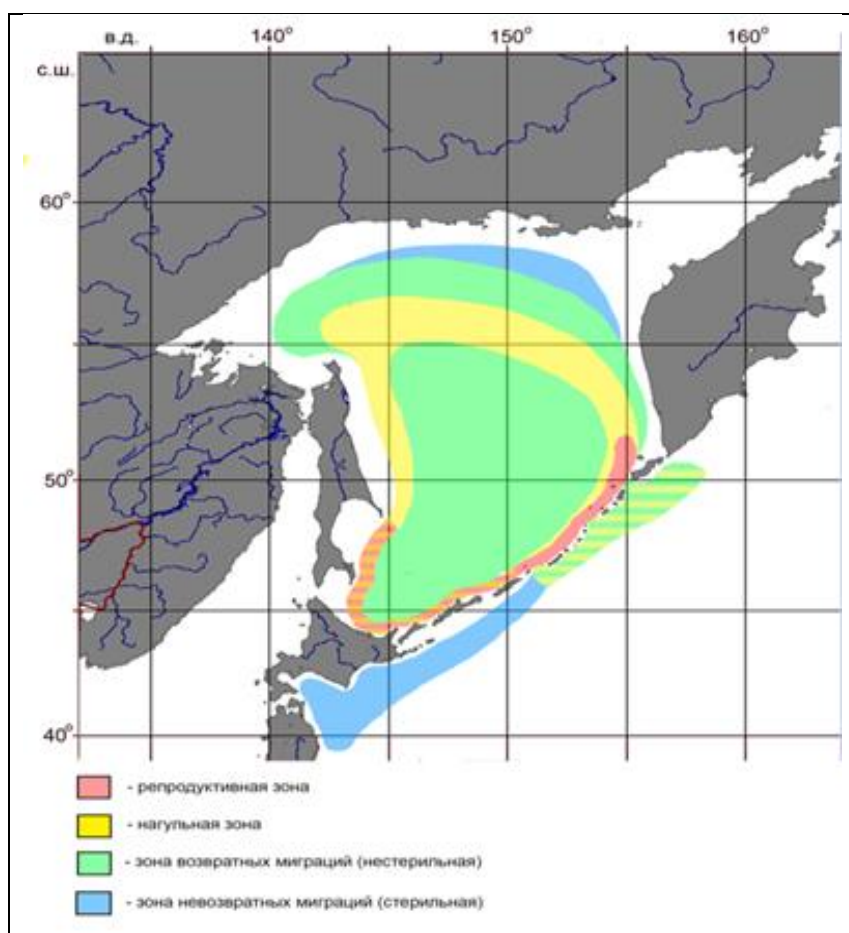 в.д. 140° 150° 160°
с.ш.
60°
50°
40°
- репродуктивная зона
- нагульная зона
- зона возвратных миграций (нестерильная)
- зона невозвратных миграций (стерильная)